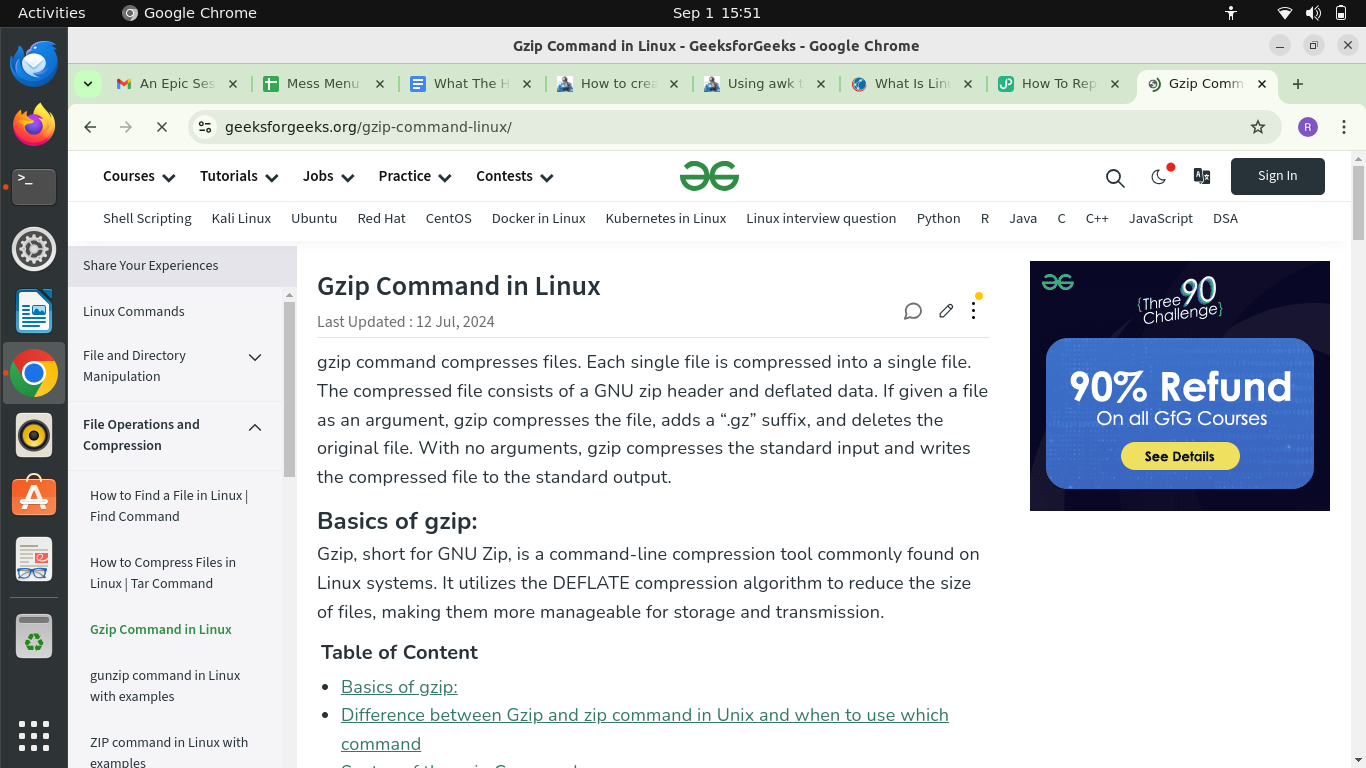 Activities
Google Chrome
Sep 1 15:51
Gzip Command in Linux - GeeksforGeeks - Google Chrome
An Epic Ses
Mess Menu
What The H
How to crea
Using awk t
What Is Lin
How To Rep
Gzip Comm
geeksforgeeks.org/gzip-command-linux/
R
Courses
Tutorials
Jobs
Practice
Contests
Sign In
Shell Scripting
Kali Linux
Ubuntu
Red Hat
CentOS
Docker in Linux
Kubernetes in Linux
Linux interview question
Python
R
Java
C
C++
JavaScript
DSA
Share Your Experiences
Linux Commands
File and Directory
Manipulation
File Operations and
Compression
How to Find a File in Linux |
Find Command
How to Compress Files in
Linux | Tar Command
Gzip Command in Linux
gunzip command in Linux
with examples
ZIP command in Linux with
examples
Gzip Command in Linux
Last Updated : 12 Jul, 2024
gzip command compresses files. Each single file is compressed into a single file.
The compressed file consists of a GNU zip header and deflated data. If given a file
as an argument, gzip compresses the file, adds a “.gz” suffix, and deletes the
original file. With no arguments, gzip compresses the standard input and writes
the compressed file to the standard output.
Basics of gzip:
Gzip, short for GNU Zip, is a command-line compression tool commonly found on
Linux systems. It utilizes the DEFLATE compression algorithm to reduce the size
of files, making them more manageable for storage and transmission.
Table of Content
Basics of gzip:
Difference between Gzip and zip command in Unix and when to use which
command
{Three 90
Challenge}
90% Refund
On all GfG Courses
See Details